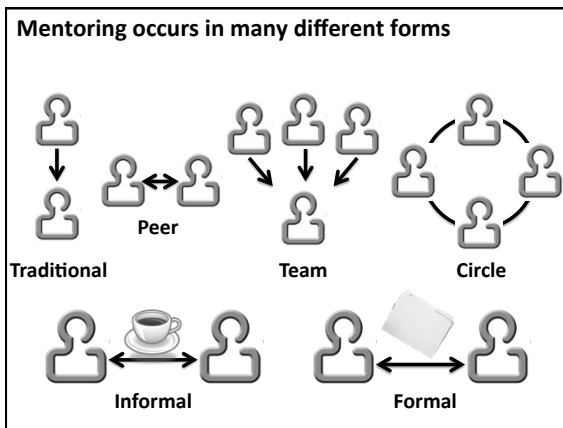 Mentoring occurs in many different forms
Peer
Traditional
Team
Circle
Informal
Formal